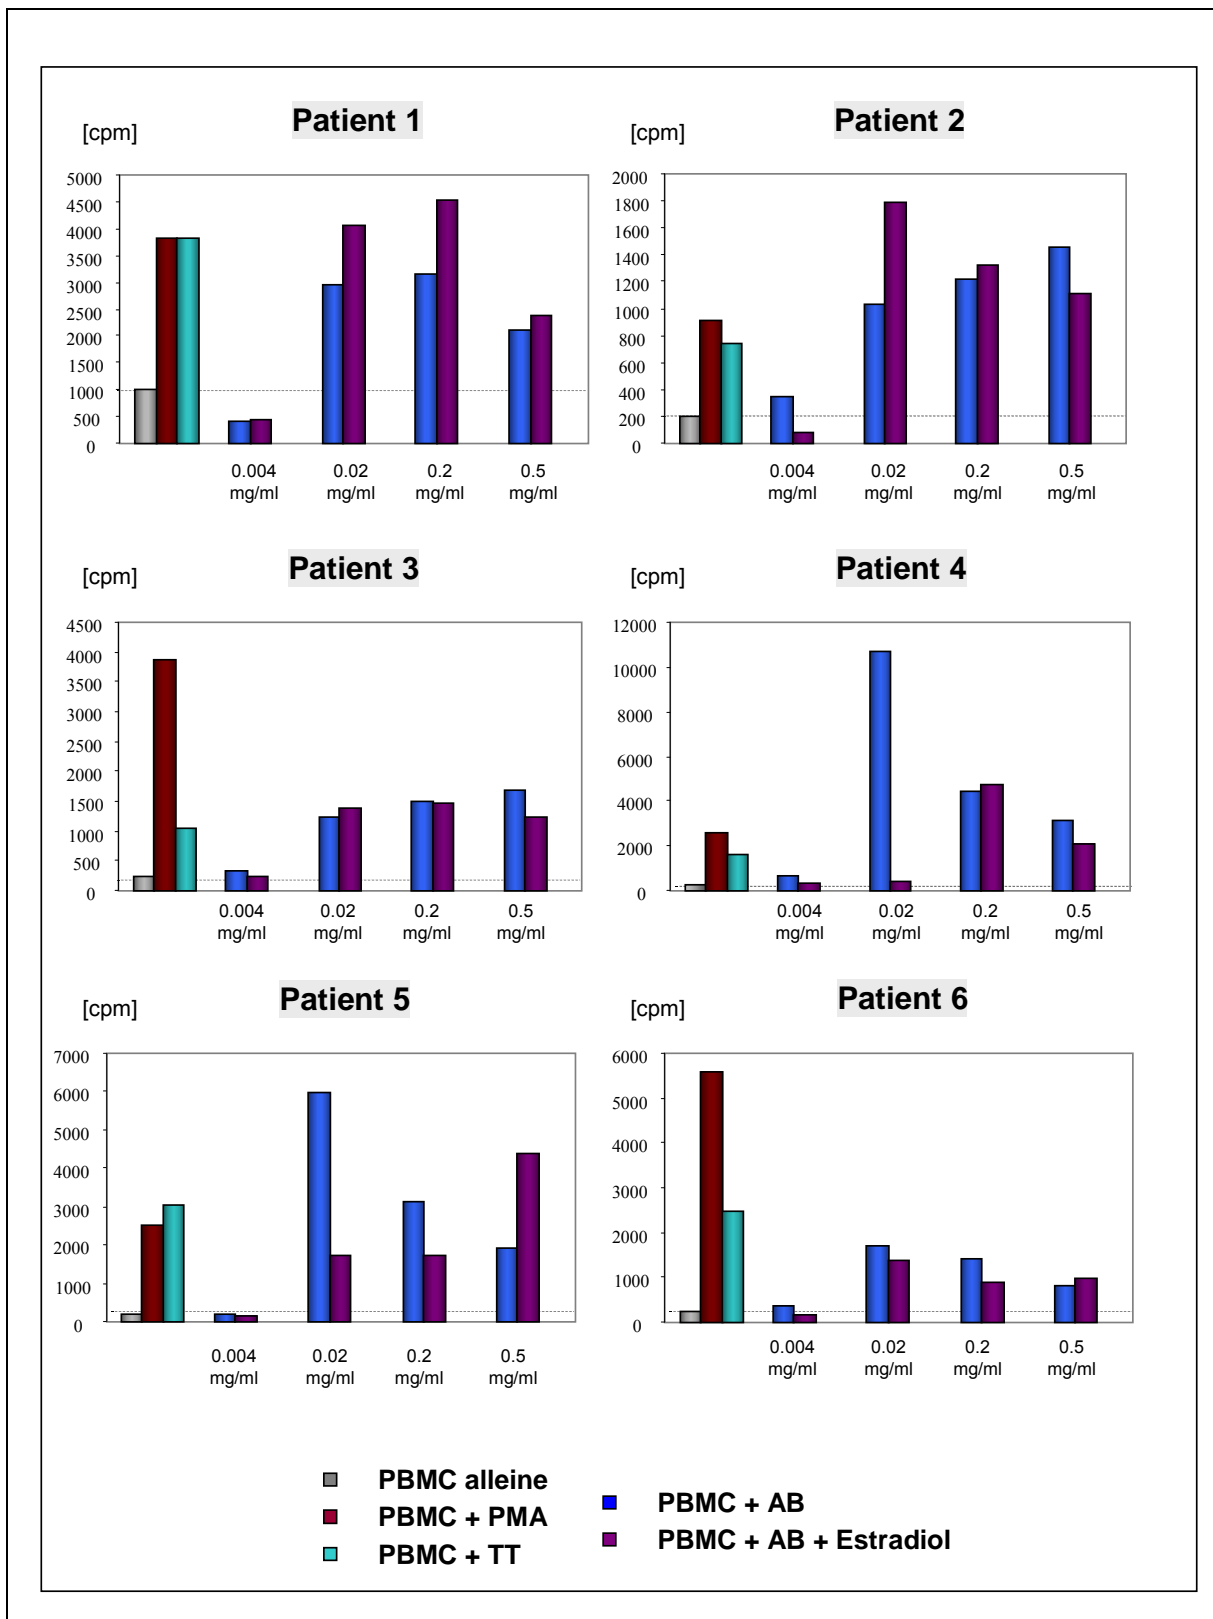 Patient 1
[cpm]
5000
4500
4000
3500
3000
2500
2000
1500
1000
500
0
0.004 0.02 0.2 0.5
mg/ml mg/ml mg/ml mg/ml
Patient 2
[cpm]
2000
1800
1600
1400
1200
1000
800
600
400
200
0
0.004 0.02 0.2 0.5
mg/ml mg/ml mg/ml mg/ml
Patient 3
[cpm]
4500
4000
3500
3000
2500
2000
1500
1000
500
0
0.004 0.02 0.2 0.5
mg/ml mg/ml mg/ml mg/ml
Patient 4
[cpm]
12000
10000
8000
6000
4000
2000
0
0.004 0.02 0.2 0.5
mg/ml mg/ml mg/ml mg/ml
Patient 5
[cpm]
7000
6000
5000
4000
3000
2000
1000
0
0.004 0.02 0.2 0.5
mg/ml mg/ml mg/ml mg/ml
Patient 6
[cpm]
6000
5000
4000
3000
2000
1000
0
0.004 0.02 0.2 0.5
mg/ml mg/ml mg/ml mg/ml
PBMC alleine
PBMC + PMA
PBMC + TT
PBMC + AB
PBMC + AB + Estradiol